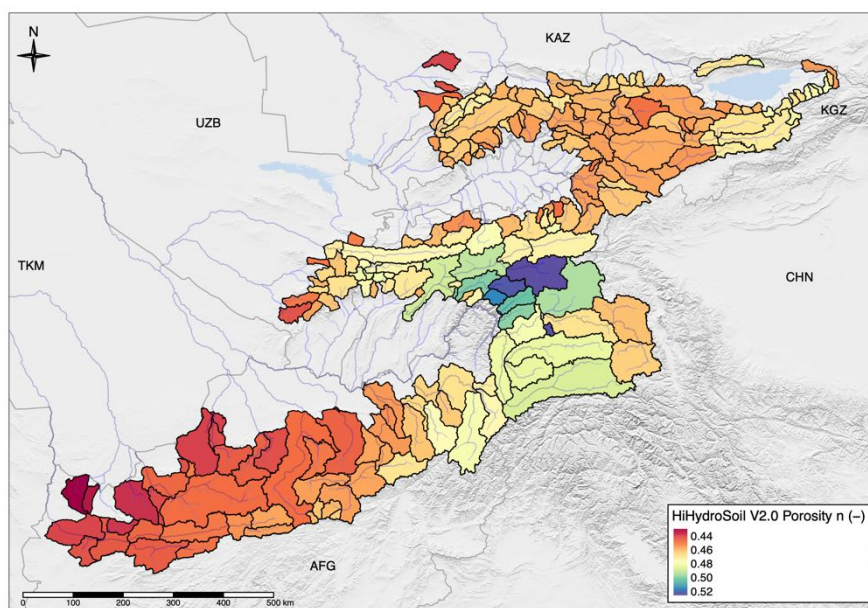 N
KAZ
UZB
KGZ
TKM
CHN
AFG
HiHydroSoil V2.0 Porosity n (−)
0.44
0.46
0.48
0.50
0.52
0 100 200 300 400 500 km